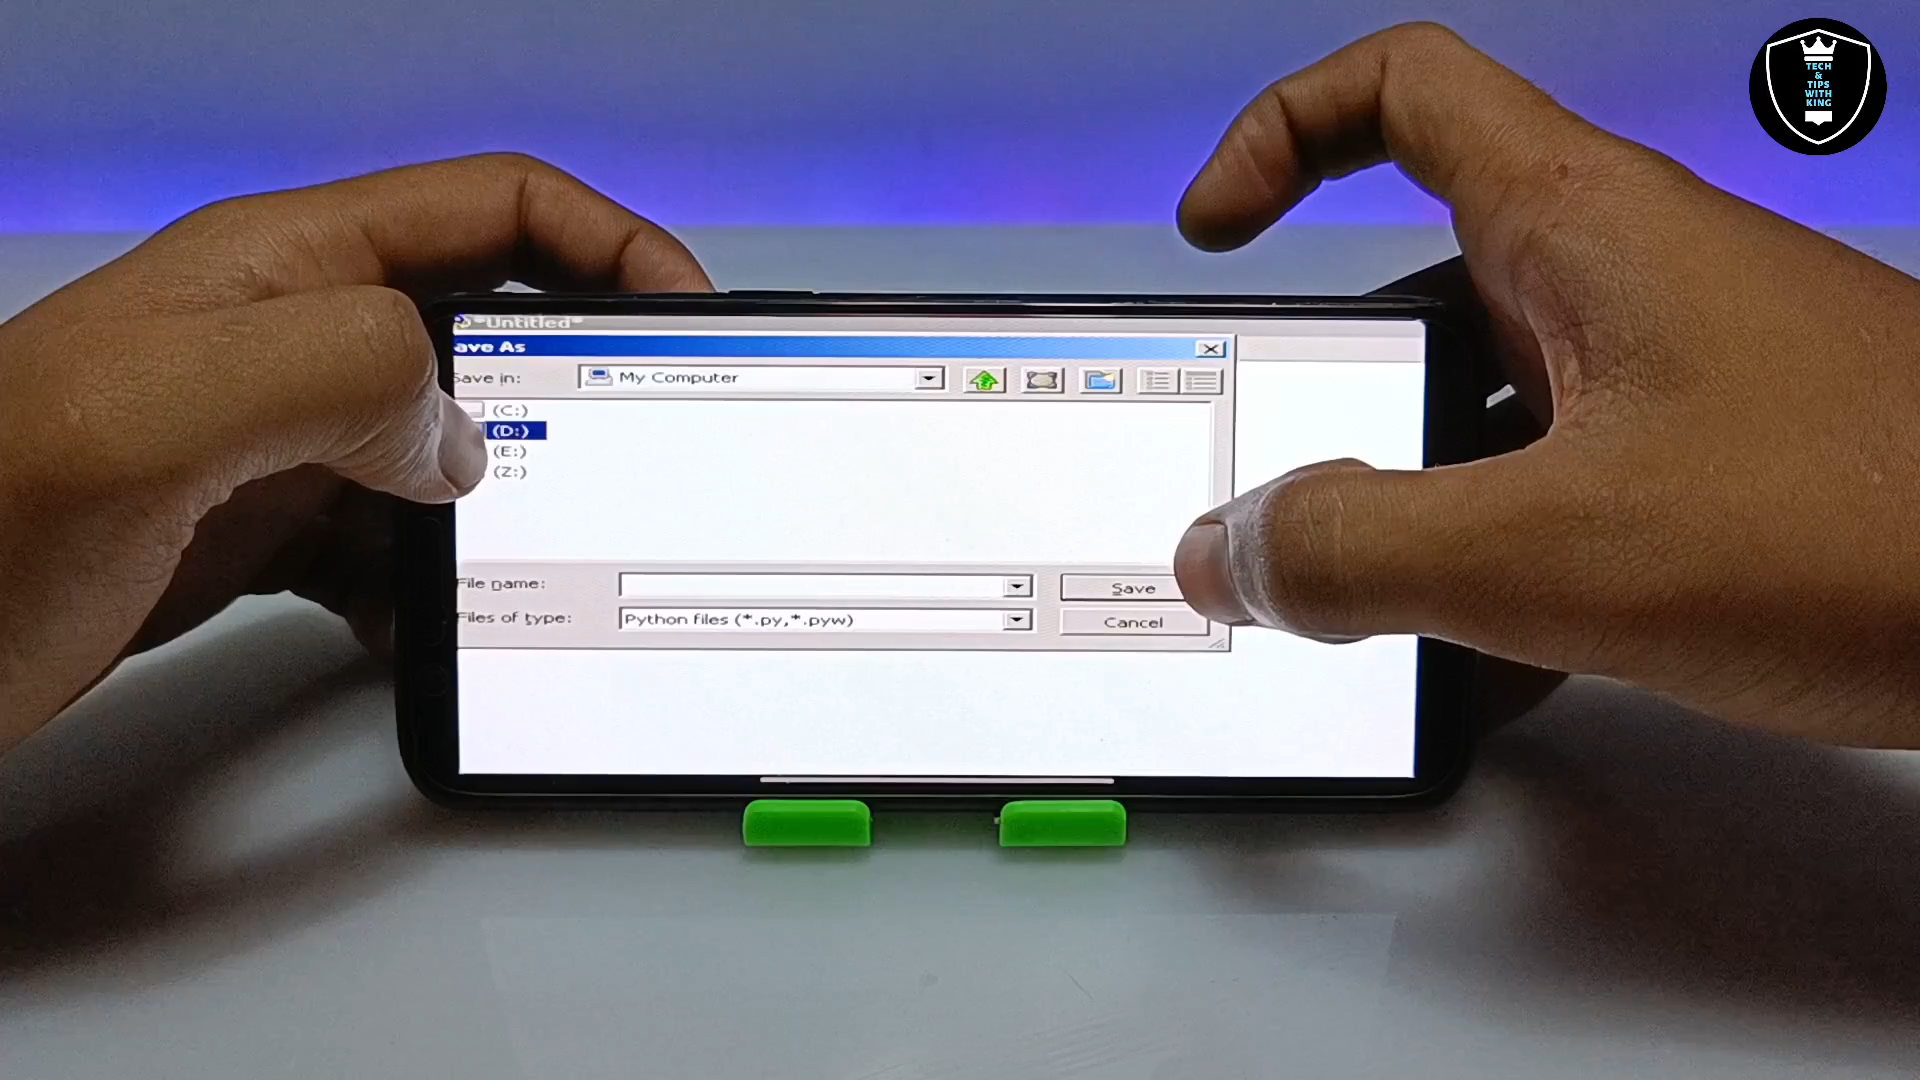 TECH
&
TIPS
WITH
KING
*Untitled*
ave As
Save in:
My Computer
(C:)
(D:)
(E:)
(Z:)
File name:
Save
Files of type:
Python files (*.py,*.pyw)
Cancel